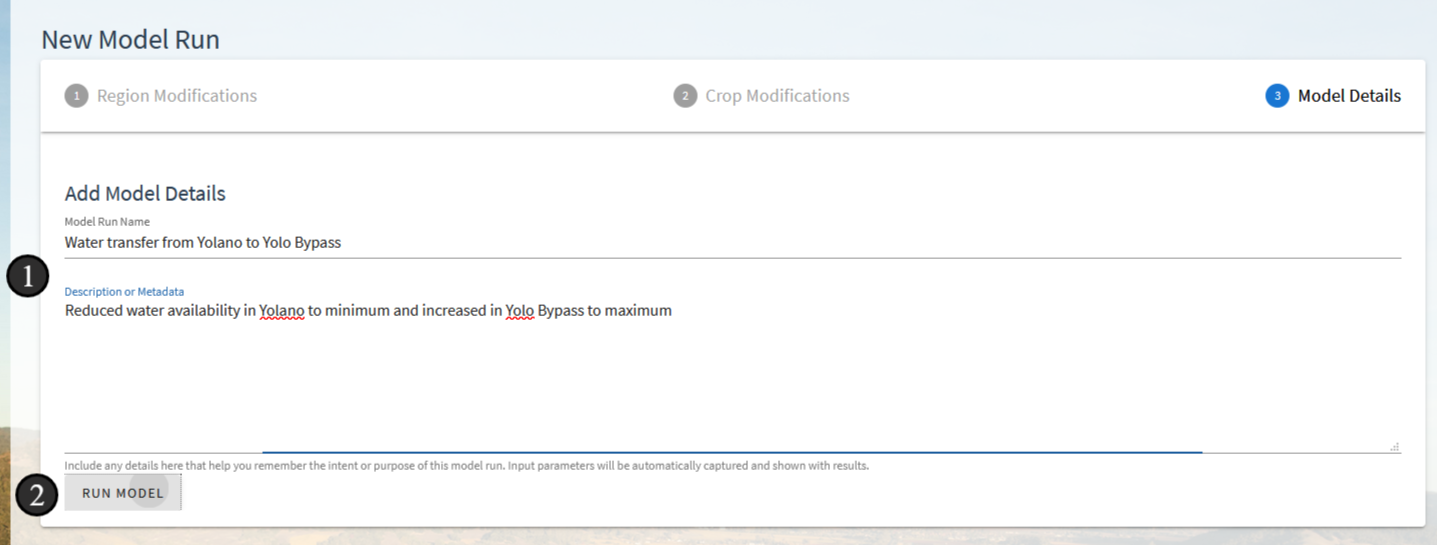 New Model Run
1 Region Modifications
2 Crop Modifications
3 Model Details
Add Model Details
Model Run Name
Water transfer from Yolano to Yolo Bypass
1
Description or Metadata
Reduced water availability in Yolano to minimum and increased in Yolo Bypass to maximum
Include any details here that help you remember the intent or purpose of this model run. Input parameters will be automatically captured and shown with results.
2
RUN MODEL